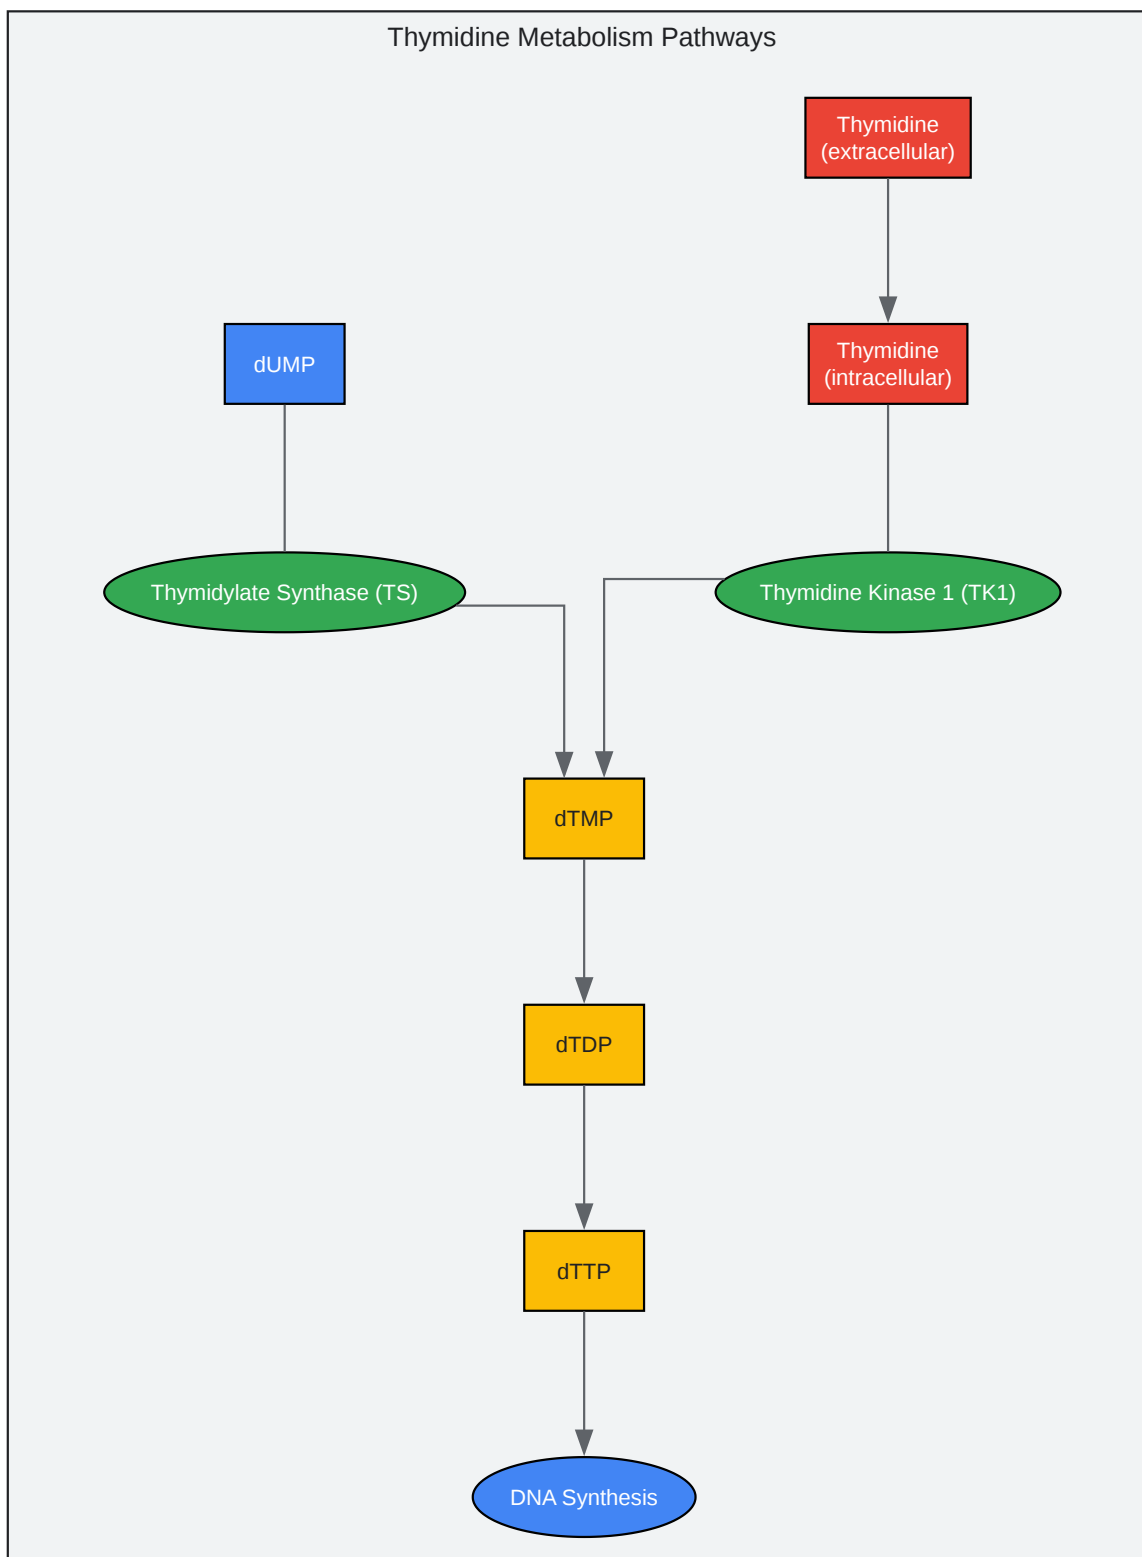 Thymidine Metabolism Pathways
Thymidine
(extracellular)
dUMP
Thymidine
(intracellular)
Thymidylate Synthase (TS)
Thymidine Kinase 1 (TK1)
dTMP
dTDP
dTTP
DNA Synthesis